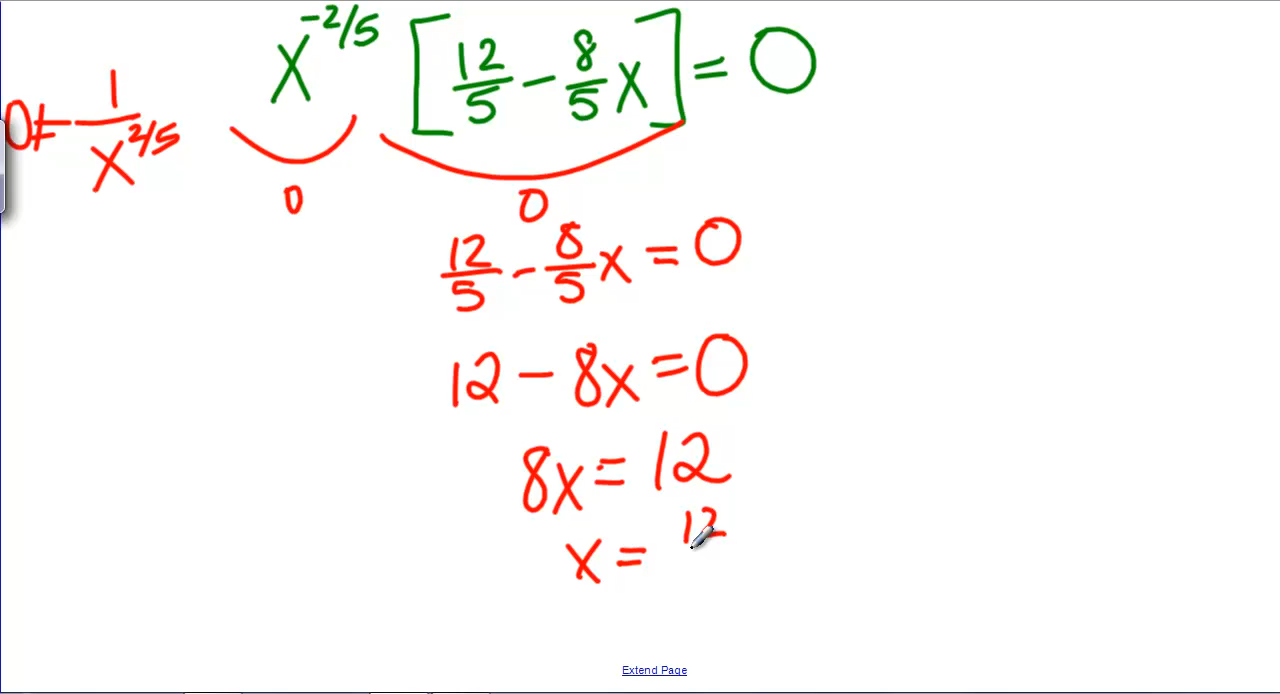 x^{-2/5} [12/5 - 8/5 x] = 0
0 ≠ 1/x^{2/5}
0 0
12/5 - 8/5 x = 0
12 - 8x = 0
8x = 12
x = 12
Extend Page